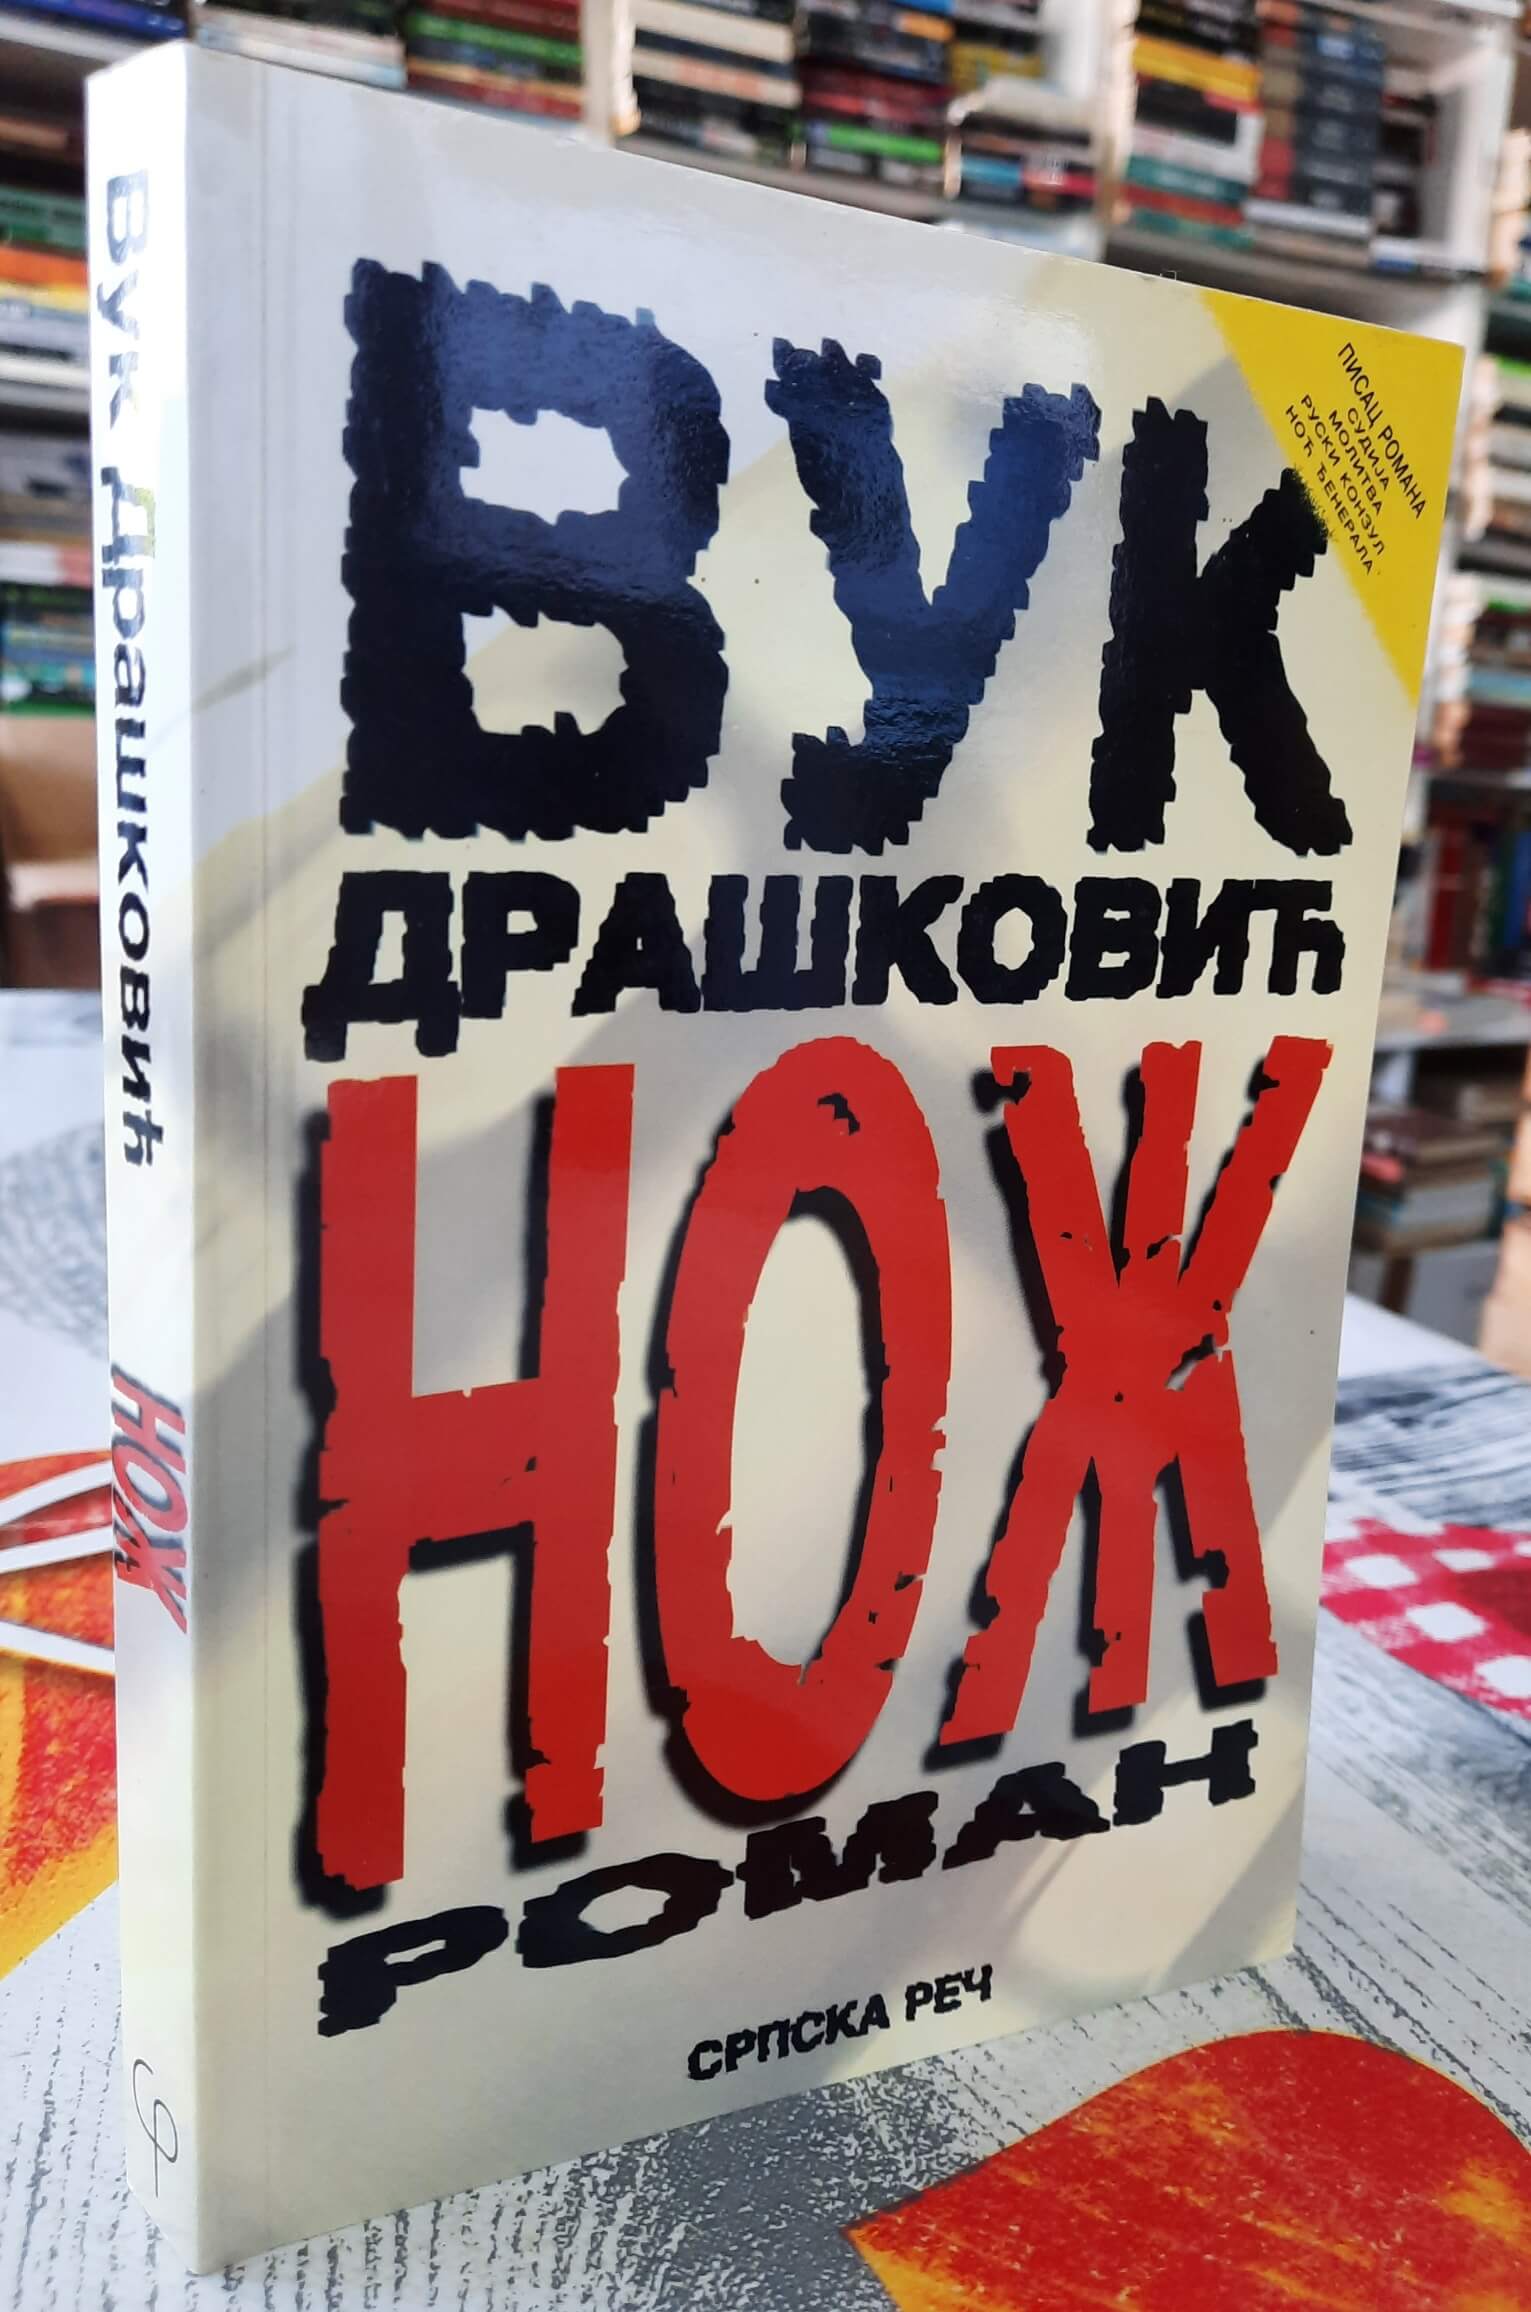 Вук Драшковић НОЖ
ВУК
ДРАШКОВИЋ
НОЖ
РОМАН
СРПСКА РЕЧ
ПИСАЦ РОМАНА
СУДИЈА
МОЛИТВА
РУСКИ КОНЗУЛ
НОЋ ЂЕНЕРАЛА